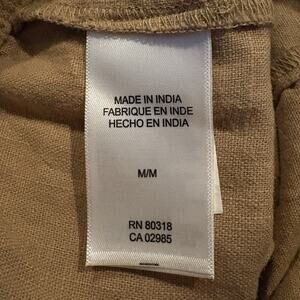 MADE IN INDIA
FABRIQUE EN INDE
HECHO EN INDIA
M/M
RN 80318
CA 02985